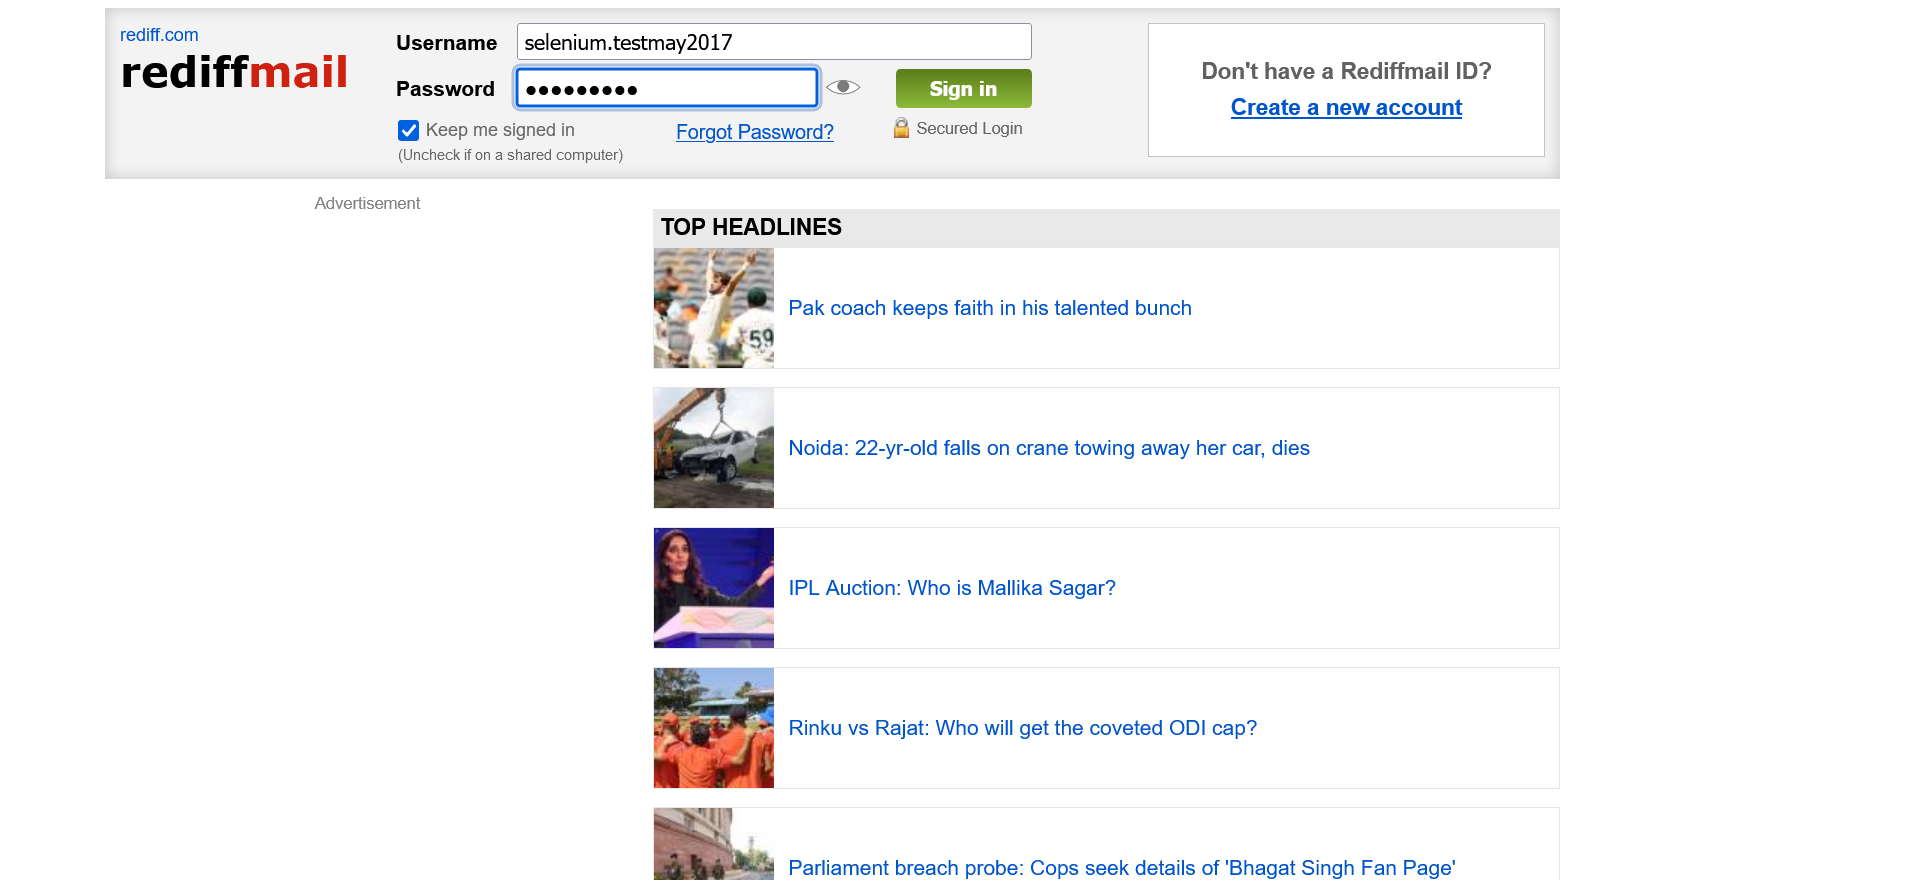 rediff.com
rediffmail
Username
selenium.testmay2017
Password
●●●●●●●●●
Sign in
Keep me signed in
(Uncheck if on a shared computer)
Forgot Password?
Secured Login
Don't have a Rediffmail ID?
Create a new account
Advertisement
TOP HEADLINES
59
Pak coach keeps faith in his talented bunch
Noida: 22-yr-old falls on crane towing away her car, dies
IPL Auction: Who is Mallika Sagar?
Rinku vs Rajat: Who will get the coveted ODI cap?
Parliament breach probe: Cops seek details of 'Bhagat Singh Fan Page'